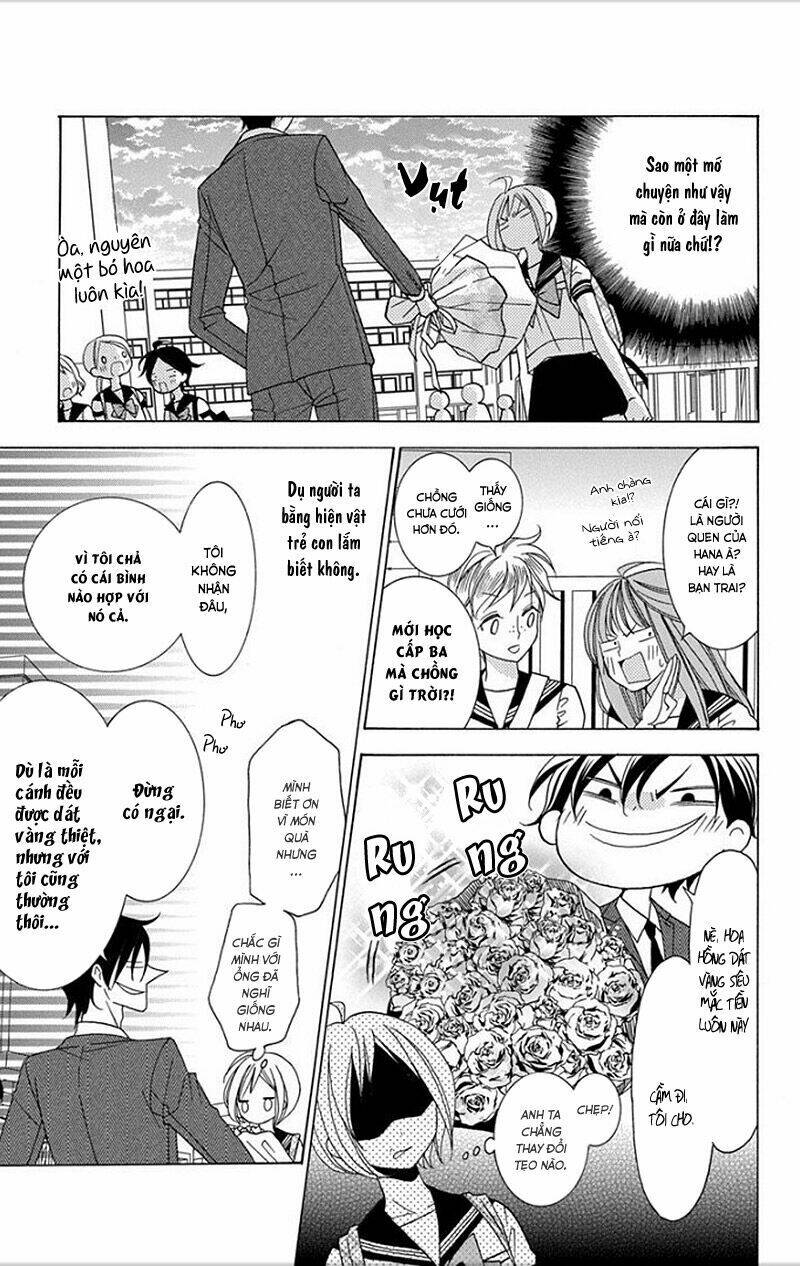 Sao một mớ
chuyện như vậy
mà còn ở đây làm
gì nữa chứ!?
Vụt
Òa, nguyên
một bó hoa
luôn kìa!
CÁI GÌ?!
LÀ NGƯỜI
QUEN CỦA
HANA À?
HAY LÀ
BẠN TRAI?
Anh chàng
kia!?
Người nổi
tiếng à?
THẤY
GIỐNG
...
CHỒNG
CHƯA CƯỚI
HƠN ĐÓ.
MỚI HỌC
CẤP BA
MÀ CHỒNG
GÌ TRỜI?!
Dụ người ta
bằng hiện vật
trẻ con lắm
biết không.
TÔI
KHÔNG
NHẬN
ĐÂU,
VÌ TÔI CHẢ
CÓ CÁI BÌNH
NÀO HỢP VỚI
NÓ CẢ.
Ru
ng
Ru
ng
NÈ, HOA
HỒNG DÁT
VÀNG SIÊU
MẮC TIỀN
LUÔN NÀY
CẦM ĐI,
TÔI CHO.
CHẸP!
ANH TA
CHẲNG
THAY ĐỔI
TẸO NÀO.
Phơ
Phơ
MÌNH
BIẾT ƠN
VÌ MÓN
QUÀ
NHƯNG
...
Đừng
có ngại.
Dù là mỗi
cánh đều
được dát
vàng thiệt,
nhưng với
tôi cũng
thường
thôi...
CHẮC GÌ
MÌNH VỚI
ỔNG ĐÃ
NGHĨ
GIỐNG
NHAU.